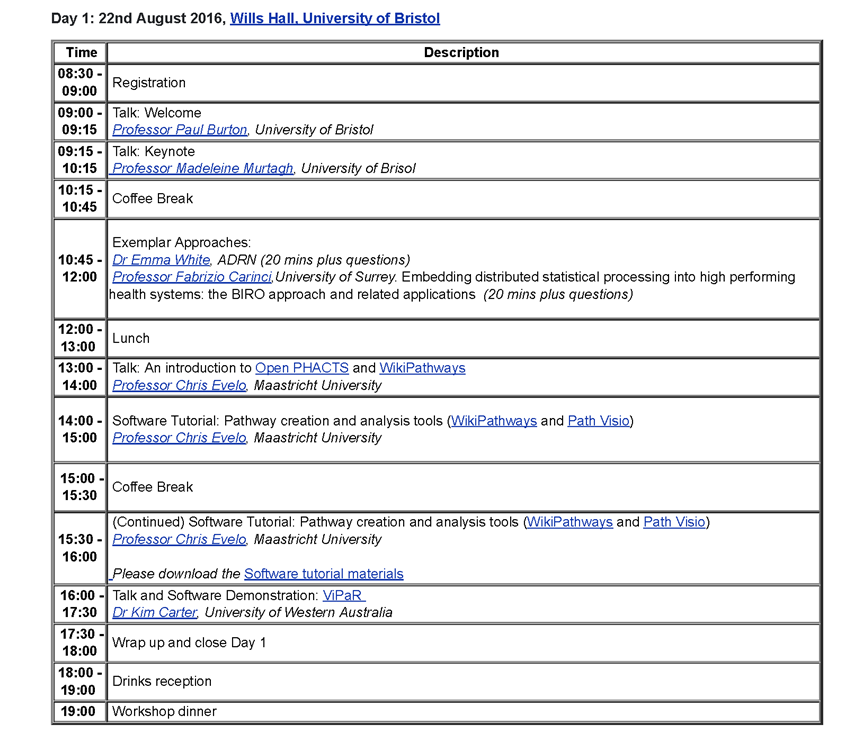 Day 1: 22nd August 2016, Wills Hall, University of Bristol
Time Description
08:30 -
09:00
Registration
09:00 -
09:15
Talk: Welcome
Professor Paul Burton, University of Bristol
09:15 -
10:15
Talk: Keynote
Professor Madeleine Murtagh, University of Brisol
10:15 -
10:45
Coffee Break
10:45 -
12:00
Exemplar Approaches:
Dr Emma White, ADRN (20 mins plus questions)
Professor Fabrizio Carinci,University of Surrey. Embedding distributed statistical processing into high performing
health systems: the BIRO approach and related applications (20 mins plus questions)
12:00 -
13:00
Lunch
13:00 -
14:00
Talk: An introduction to Open PHACTS and WikiPathways
Professor Chris Evelo, Maastricht University
14:00 -
15:00
Software Tutorial: Pathway creation and analysis tools (WikiPathways and Path Visio)
Professor Chris Evelo, Maastricht University
15:00 -
15:30
Coffee Break
15:30 -
16:00
(Continued) Software Tutorial: Pathway creation and analysis tools (WikiPathways and Path Visio)
Professor Chris Evelo, Maastricht University
Please download the Software tutorial materials
16:00 -
17:30
Talk and Software Demonstration: ViPaR
Dr Kim Carter, University of Western Australia
17:30 -
18:00
Wrap up and close Day 1
18:00 -
19:00
Drinks reception
19:00 Workshop dinner